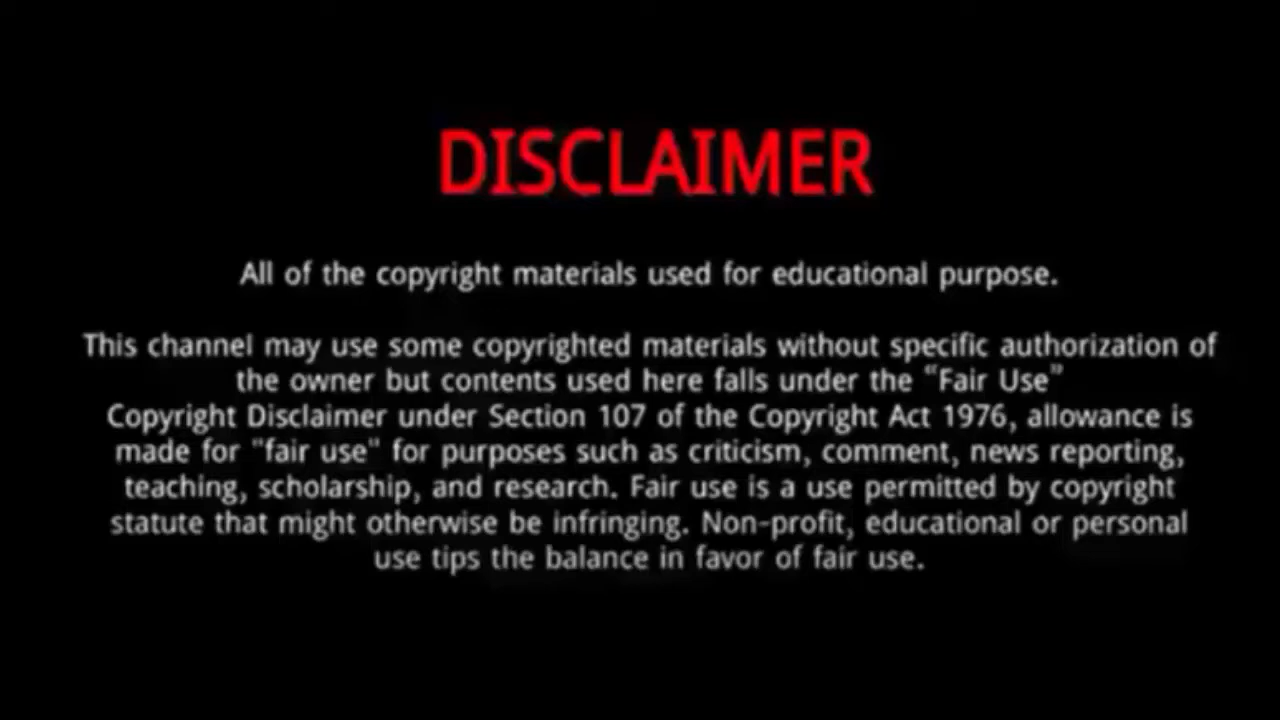 DISCLAIMER
All of the copyright materials used for educational purpose.
This channel may use some copyrighted materials without specific authorization of
the owner but contents used here falls under the “Fair Use”
Copyright Disclaimer under Section 107 of the Copyright Act 1976, allowance is
made for "fair use" for purposes such as criticism, comment, news reporting,
teaching, scholarship, and research. Fair use is a use permitted by copyright
statute that might otherwise be infringing. Non-profit, educational or personal
use tips the balance in favor of fair use.